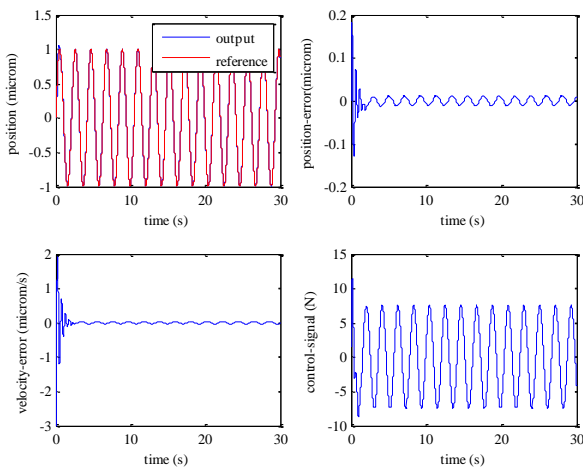 1.5
1
0.5
0
-0.5
-1
0 10 20 30
position (microm)
time (s)
output
reference
0.2
0.1
0
-0.1
-0.2
0 10 20 30
position-error(microm)
time (s)
2
1
0
-1
-2
-3
0 10 20 30
velocity-error (microm/s)
time (s)
15
10
5
0
-5
-10
0 10 20 30
control-signal (N)
time (s)